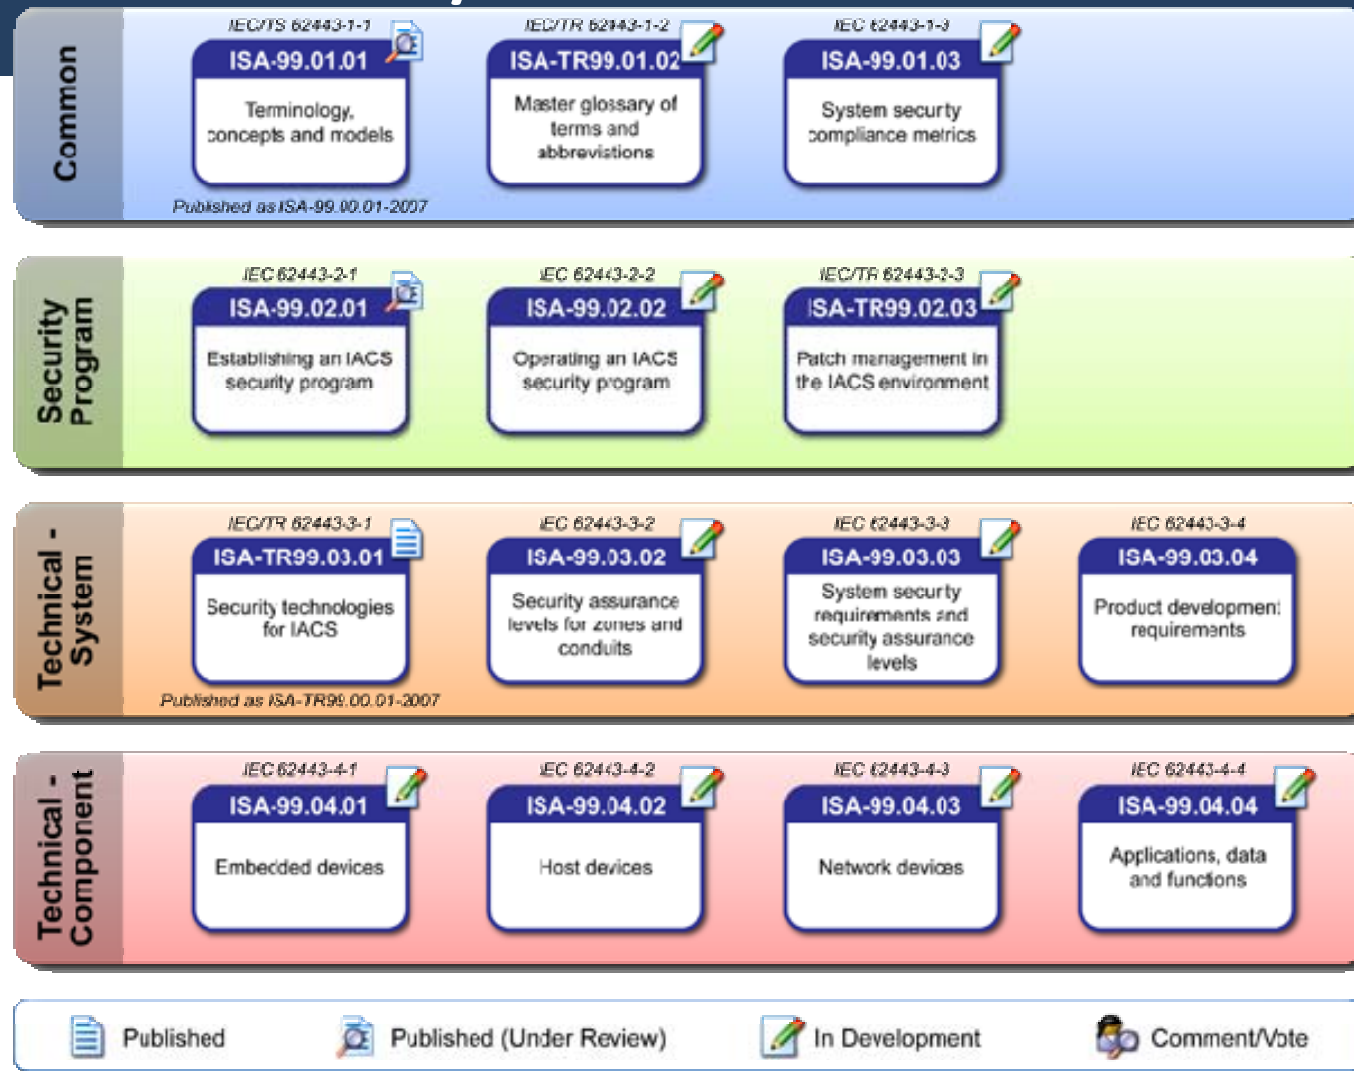 Common
IEC/TS 62443-1-1
ISA-99.01.01
Terminology,
concepts and models
Published as ISA-99.00.01-2007
IEC/TR 62443-1-2
ISA-TR99.01.02
Master glossary of
terms and
abbreviations
IEC 62443-1-3
ISA-99.01.03
System security
compliance metrics
Security
Program
IEC 62443-2-1
ISA-99.02.01
Establishing an IACS
security program
IEC 62443-2-2
ISA-99.02.02
Operating an IACS
security program
IEC/TR 62443-2-3
ISA-TR99.02.03
Patch management in
the IACS environment
Technical -
System
IEC/TR 62443-3-1
ISA-TR99.03.01
Security technologies
for IACS
Published as ISA-TR99.00.01-2007
IEC 62443-3-2
ISA-99.03.02
Security assurance
levels for zones and
conduits
IEC 62443-3-3
ISA-99.03.03
System security
requirements and
security assurance
levels
IEC 62443-3-4
ISA-99.03.04
Product development
requirements
Technical -
Component
IEC 62443-4-1
ISA-99.04.01
Embedded devices
IEC 62443-4-2
ISA-99.04.02
Host devices
IEC 62443-4-3
ISA-99.04.03
Network devices
IEC 62443-4-4
ISA-99.04.04
Applications, data
and functions
Published
Published (Under Review)
In Development
Comment/Vote